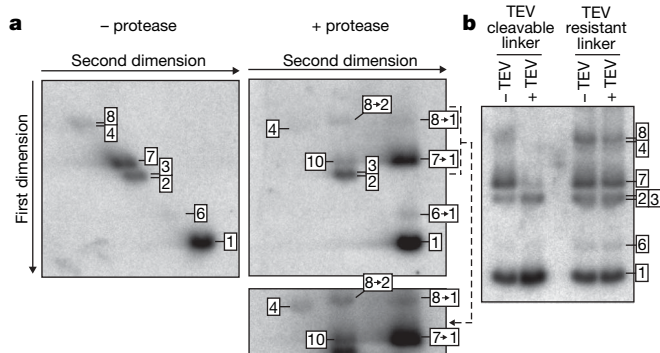 a
– protease
+ protease
Second dimension
Second dimension
First dimension
8
4
7
3
2
6
1
4
8→2
8→1
10
3
2
7→1
6→1
1
8→2
4
8→1
10
7→1
b
TEV
cleavable
linker
TEV
resistant
linker
– TEV
+ TEV
– TEV
+ TEV
8
4
7
2 3
6
1